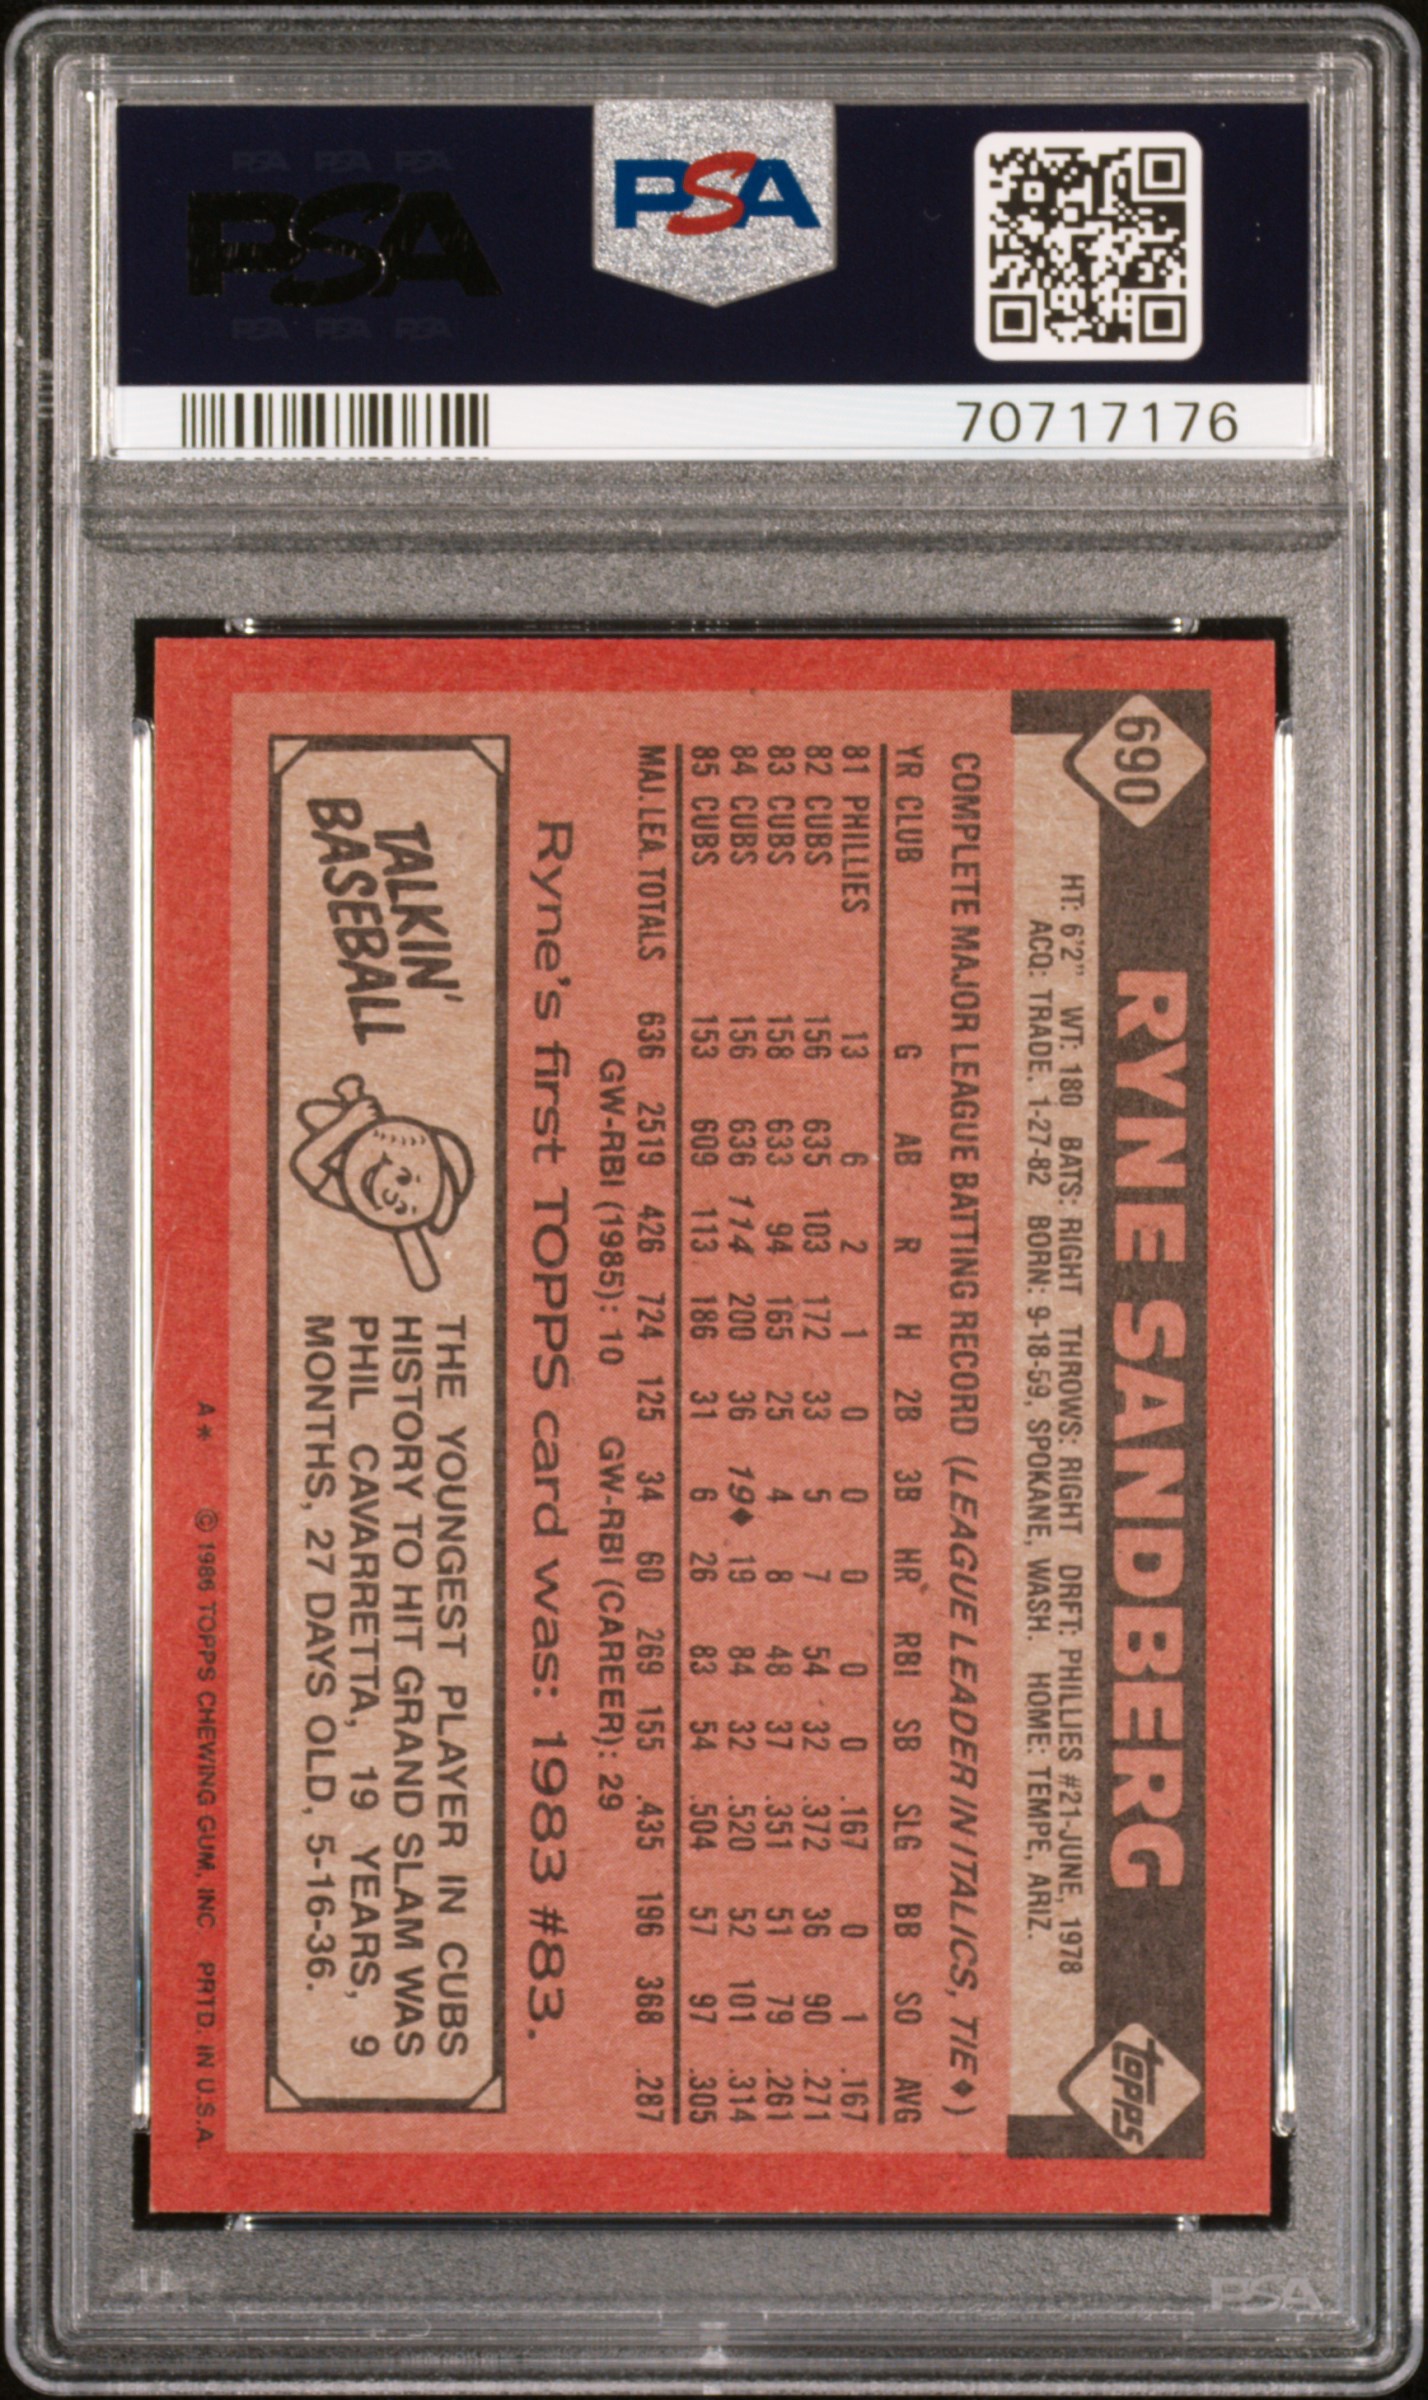 PSA PSA PSA
PSA
PSA PSA PSA
PSA
70717176
690
RYNE SANDBERG
topps
HT: 6'2" WT: 180 BATS: RIGHT THROWS: RIGHT DRFT: PHILLIES #21-JUNE, 1978
ACQ: TRADE, 1-27-82 BORN: 9-18-59, SPOKANE, WASH. HOME: TEMPE, ARIZ.
COMPLETE MAJOR LEAGUE BATTING RECORD (LEAGUE LEADER IN ITALICS, TIE♦)
YR CLUB G AB R H 2B 3B HR RBI SB SLG BB SO AVG
81 PHILLIES 13 6 2 1 0 0 0 0 0 .167 0 1 .167
82 CUBS 156 635 103 172 33 5 7 54 32 .372 36 90 .271
83 CUBS 158 633 94 165 25 4 8 48 37 .351 51 79 .261
84 CUBS 156 636 114 200 36 19♦ 19 84 32 .520 52 101 .314
85 CUBS 153 609 113 186 31 6 26 83 54 .504 57 97 .305
MAJ. LEA. TOTALS 636 2519 426 724 125 34 60 269 155 .435 196 368 .287
GW-RBI (1985): 10 GW-RBI (CAREER): 29
Ryne's first TOPPS card was: 1983 #83.
TALKIN'
BASEBALL
THE YOUNGEST PLAYER IN CUBS
HISTORY TO HIT GRAND SLAM WAS
PHIL CAVARRETTA, 19 YEARS, 9
MONTHS, 27 DAYS OLD, 5-16-36.
A* © 1986 TOPPS CHEWING GUM, INC. PRTD. IN U.S.A.
PSA